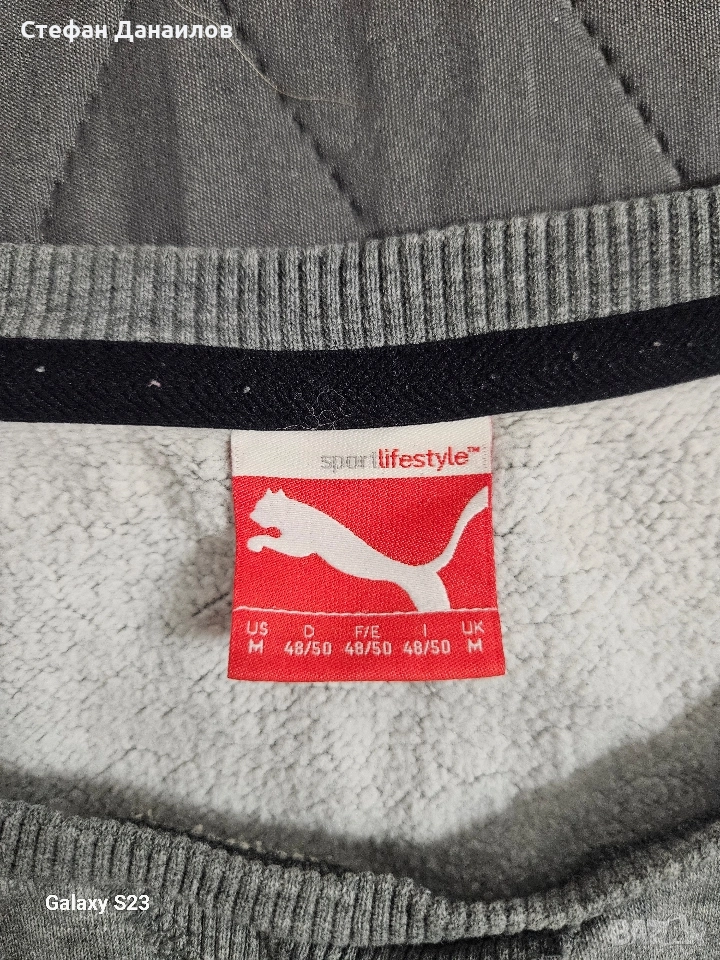 Стефан Данаилов
sportlifestyle™
US D F/E I UK
M 48/50 48/50 48/50 M
Galaxy S23